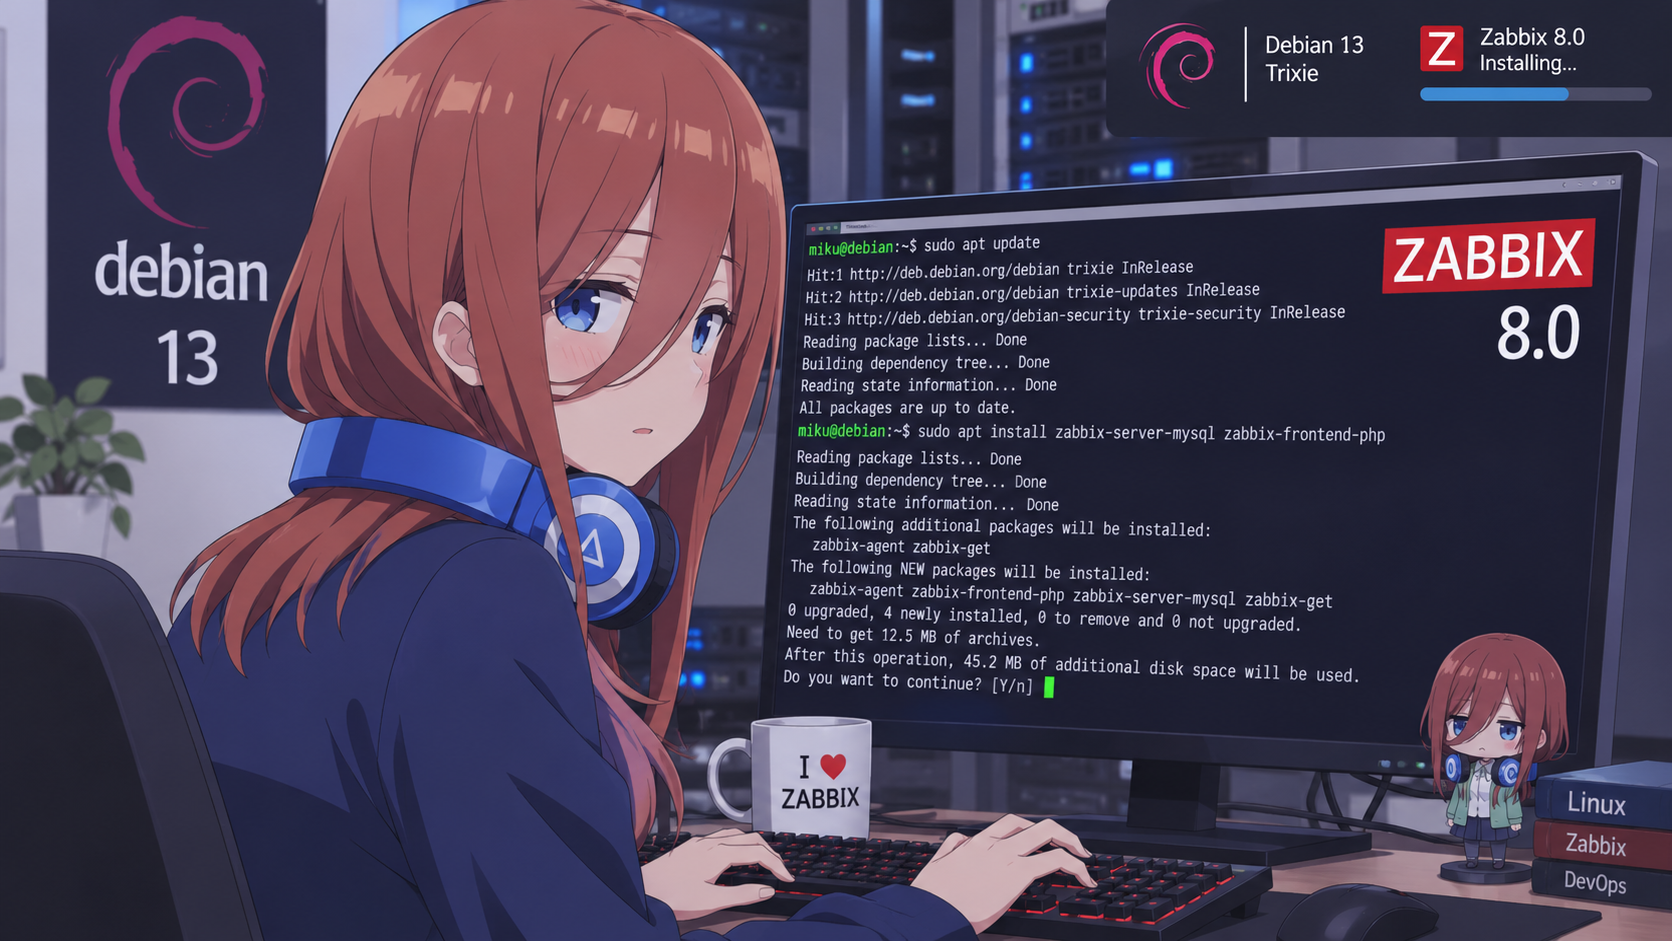 debian
13
Debian 13
Trixie
Z
Zabbix 8.0
Installing...
ZABBIX
8.0
miku@debian:~$ sudo apt update
Hit:1 http://deb.debian.org/debian trixie InRelease
Hit:2 http://deb.debian.org/debian trixie-updates InRelease
Hit:3 http://deb.debian.org/debian-security trixie-security InRelease
Reading package lists... Done
Building dependency tree... Done
Reading state information... Done
All packages are up to date.
miku@debian:~$ sudo apt install zabbix-server-mysql zabbix-frontend-php
Reading package lists... Done
Building dependency tree... Done
Reading state information... Done
The following additional packages will be installed:
zabbix-agent zabbix-get
The following NEW packages will be installed:
zabbix-agent zabbix-frontend-php zabbix-server-mysql zabbix-get
0 upgraded, 4 newly installed, 0 to remove and 0 not upgraded.
Need to get 12.5 MB of archives.
After this operation, 45.2 MB of additional disk space will be used.
Do you want to continue? [Y/n]
I ❤
ZABBIX
Linux
Zabbix
DevOps